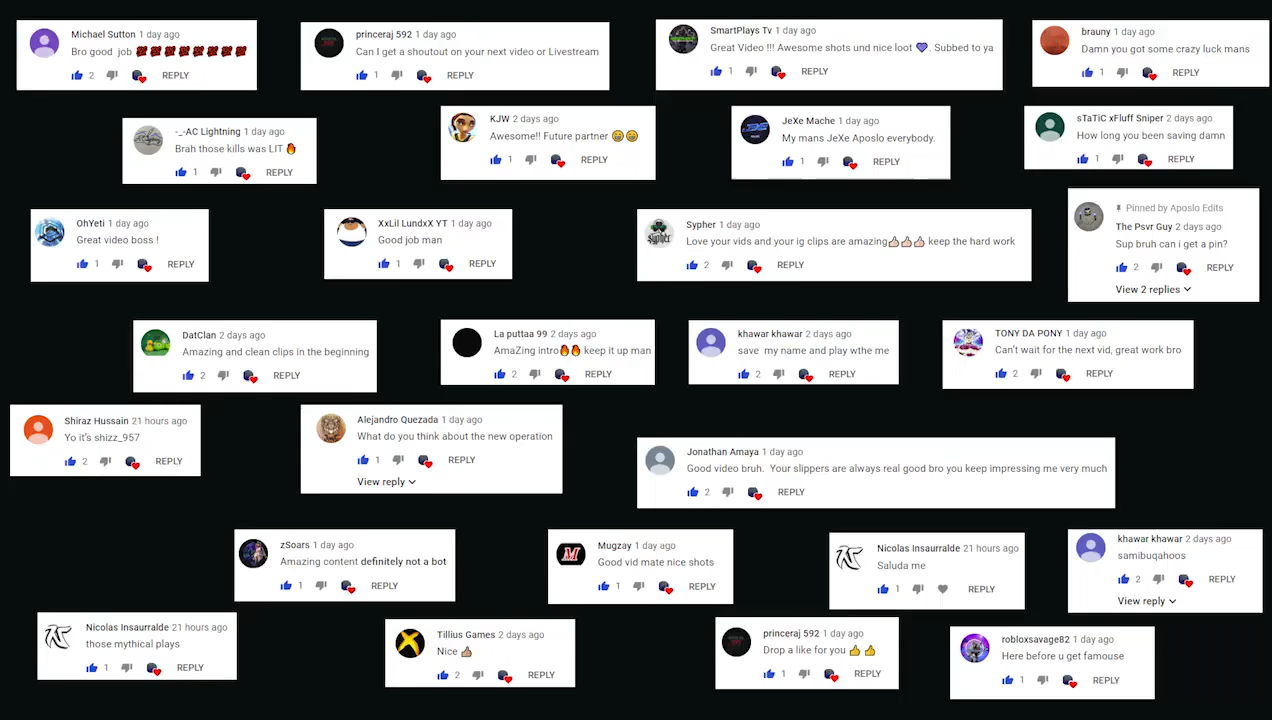 Michael Sutton 1 day ago
Bro good job
2 REPLY
princeraj 592 1 day ago
Can I get a shoutout on your next video or Livestream
1 REPLY
SmartPlays Tv 1 day ago
Great Video !!! Awesome shots und nice loot 💜. Subbed to ya
1 REPLY
brauny 1 day ago
Damn you got some crazy luck mans
1 REPLY
-_-AC Lightning 1 day ago
Brah those kills was LIT 🔥
1 REPLY
KJW 2 days ago
Awesome!! Future partner 😁😁
1 REPLY
JeXe Mache 1 day ago
My mans JeXe Aposlo everybody.
1 REPLY
sTaTiC xFluff Sniper 2 days ago
How long you been saving damn
1 REPLY
OhYeti 1 day ago
Great video boss !
1 REPLY
XxLil LundxX YT 1 day ago
Good job man
1 REPLY
Sypher 1 day ago
Love your vids and your ig clips are amazing👍🏻👍🏻👍🏻 keep the hard work
2 REPLY
Pinned by Aposlo Edits
The Psvr Guy 2 days ago
Sup bruh can i get a pin?
2 REPLY
View 2 replies
DatClan 2 days ago
Amazing and clean clips in the beginning
2 REPLY
La puttaa 99 2 days ago
AmaZing intro🔥🔥 keep it up man
2 REPLY
khawar khawar 2 days ago
save my name and play wthe me
2 REPLY
TONY DA PONY 1 day ago
Can't wait for the next vid, great work bro
2 REPLY
Shiraz Hussain 21 hours ago
Yo it's shizz_957
2 REPLY
Alejandro Quezada 1 day ago
What do you think about the new operation
1 REPLY
View reply
Jonathan Amaya 1 day ago
Good video bruh. Your slippers are always real good bro you keep impressing me very much
2 REPLY
zSoars 1 day ago
Amazing content definitely not a bot
1 REPLY
Mugzay 1 day ago
Good vid mate nice shots
1 REPLY
Nicolas Insaurralde 21 hours ago
Saluda me
1 REPLY
khawar khawar 2 days ago
samibuqahoos
2 REPLY
View reply
Nicolas Insaurralde 21 hours ago
those mythical plays
1 REPLY
Tillius Games 2 days ago
Nice 👍🏽
2 REPLY
princeraj 592 1 day ago
Drop a like for you 👍 👍
1 REPLY
robloxsavage82 1 day ago
Here before u get famouse
1 REPLY